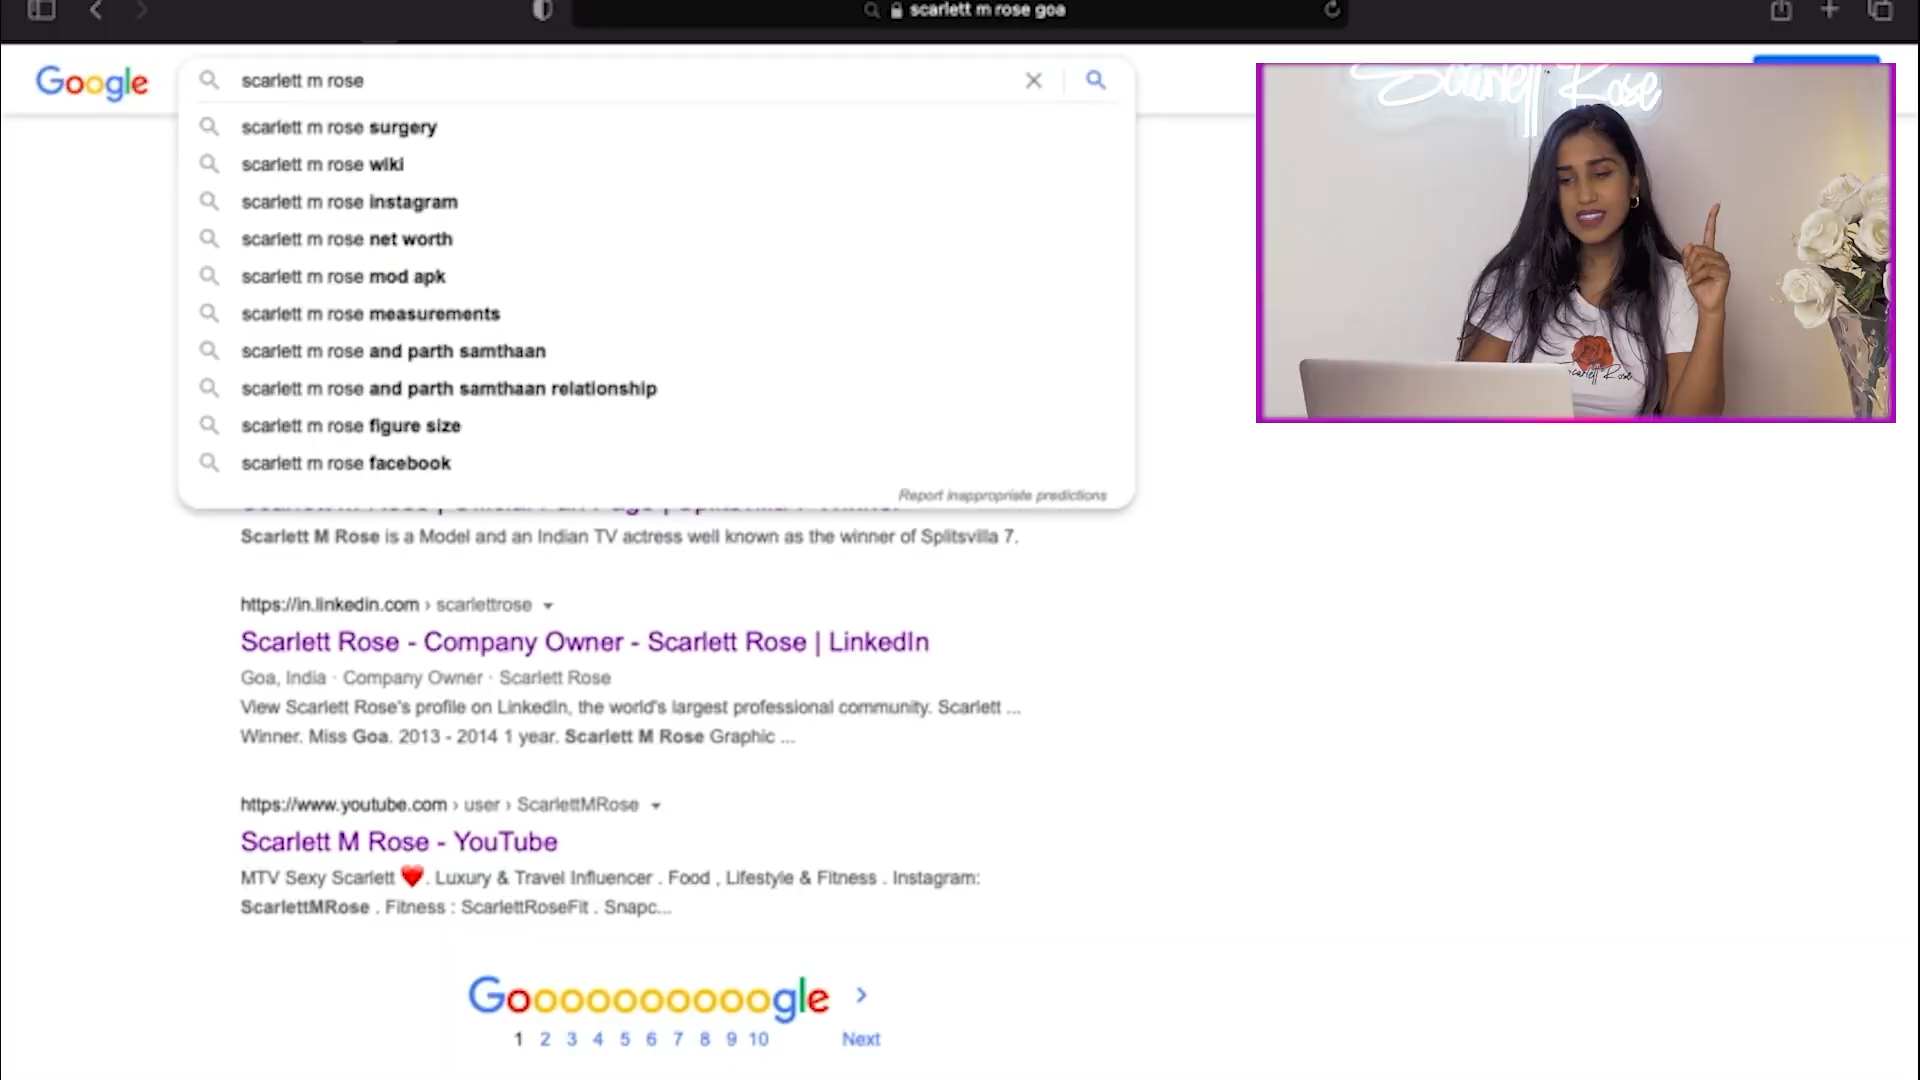 scarlett m rose goa
Google
scarlett m rose
scarlett m rose surgery
scarlett m rose wiki
scarlett m rose instagram
scarlett m rose net worth
scarlett m rose mod apk
scarlett m rose measurements
scarlett m rose and parth samthaan
scarlett m rose and parth samthaan relationship
scarlett m rose figure size
scarlett m rose facebook
Report inappropriate predictions
Scarlett M Rose is a Model and an Indian TV actress well known as the winner of Splitsvilla 7.
https://in.linkedin.com › scarlettrose
Scarlett Rose - Company Owner - Scarlett Rose | LinkedIn
Goa, India · Company Owner · Scarlett Rose
View Scarlett Rose's profile on LinkedIn, the world's largest professional community. Scarlett ...
Winner. Miss Goa. 2013 - 2014 1 year. Scarlett M Rose Graphic ...
https://www.youtube.com › user › ScarlettMRose
Scarlett M Rose - YouTube
MTV Sexy Scarlett ❤️. Luxury & Travel Influencer . Food , Lifestyle & Fitness . Instagram:
ScarlettMRose . Fitness : ScarlettRoseFit . Snapc...
Goooooooooogle >
1 2 3 4 5 6 7 8 9 10 Next
Scarlett Rose
Scarlett Rose